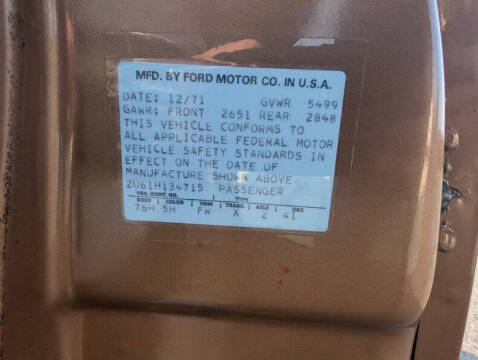 MFD. BY FORD MOTOR CO. IN U.S.A.
DATE: 12/71 GVWR 5499
GAWR: FRONT 2651 REAR 2848
THIS VEHICLE CONFORMS TO
ALL APPLICABLE FEDERAL MOTOR
VEHICLE SAFETY STANDARDS IN
EFFECT ON THE DATE OF
MANUFACTURE SHOWN ABOVE
2U61H134715 PASSENGER
VEH. IDENT. NO. TYPE
BODY COLOR TRIM TRANS. AXLE DSO
76H 5H FW X 2 41